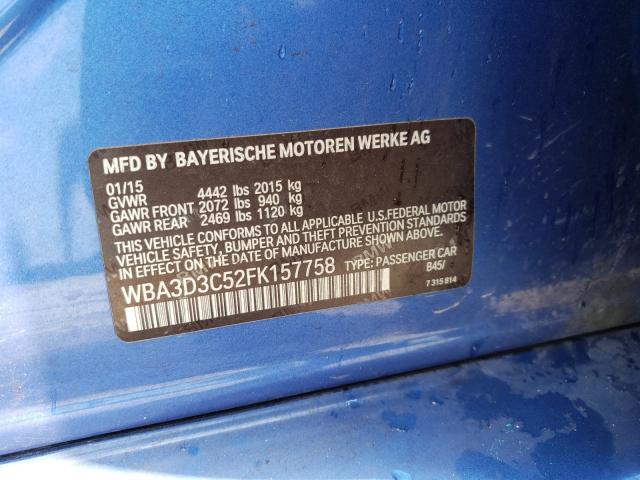 MFD BY BAYERISCHE MOTOREN WERKE AG
01/15
GVWR 4442 lbs 2015 kg
GAWR FRONT 2072 lbs 940 kg
GAWR REAR 2469 lbs 1120 kg
THIS VEHICLE CONFORMS TO ALL APPLICABLE U.S.FEDERAL MOTOR
VEHICLE SAFETY, BUMPER AND THEFT PREVENTION STANDARDS
IN EFFECT ON THE DATE OF MANUFACTURE SHOWN ABOVE.
WBA3D3C52FK157758 TYPE: PASSENGER CAR
B45/
7 315 814